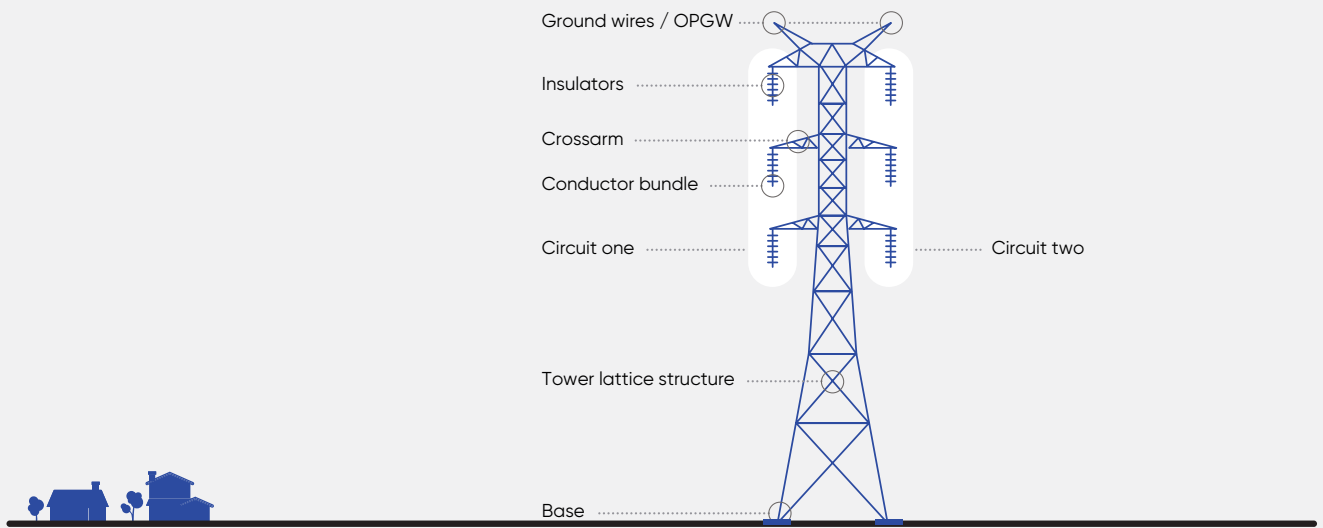 Ground wires / OPGW
Insulators
Crossarm
Conductor bundle
Circuit one
Circuit two
Tower lattice structure
Base